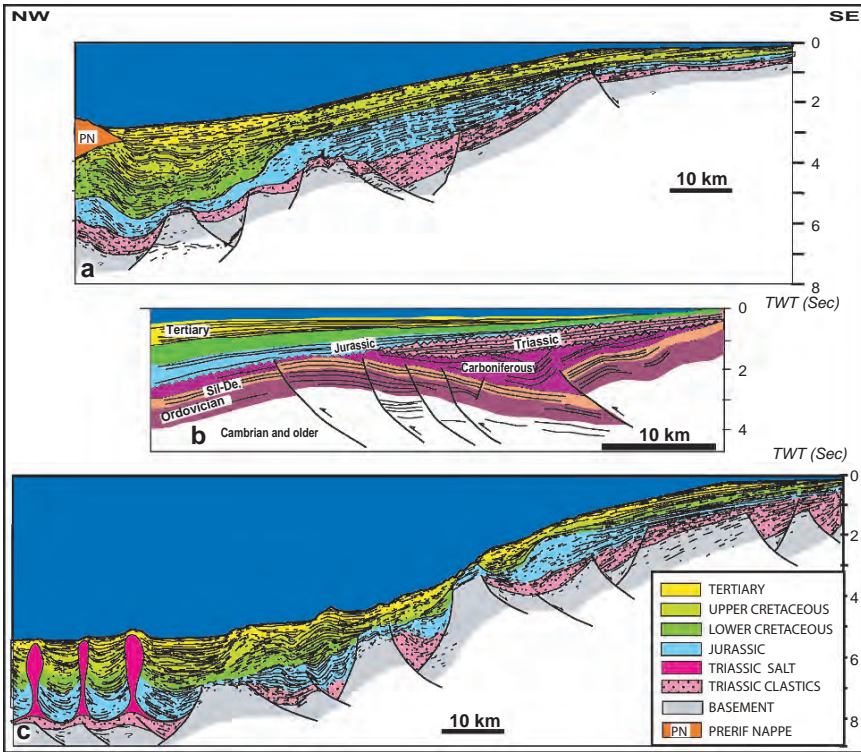 NW SE
0
2
4
6
8
PN
10 km
a
TWT (Sec)
0
2
4
Tertiary
Jurassic
Triassic
Carboniferousy
Sil-De.
Ordovician
Cambrian and older
b
10 km
TWT (Sec)
0
2
4
6
8
TERTIARY
UPPER CRETACEOUS
LOWER CRETACEOUS
JURASSIC
TRIASSIC SALT
TRIASSIC CLASTICS
BASEMENT
PN PRERIF NAPPE
10 km
c